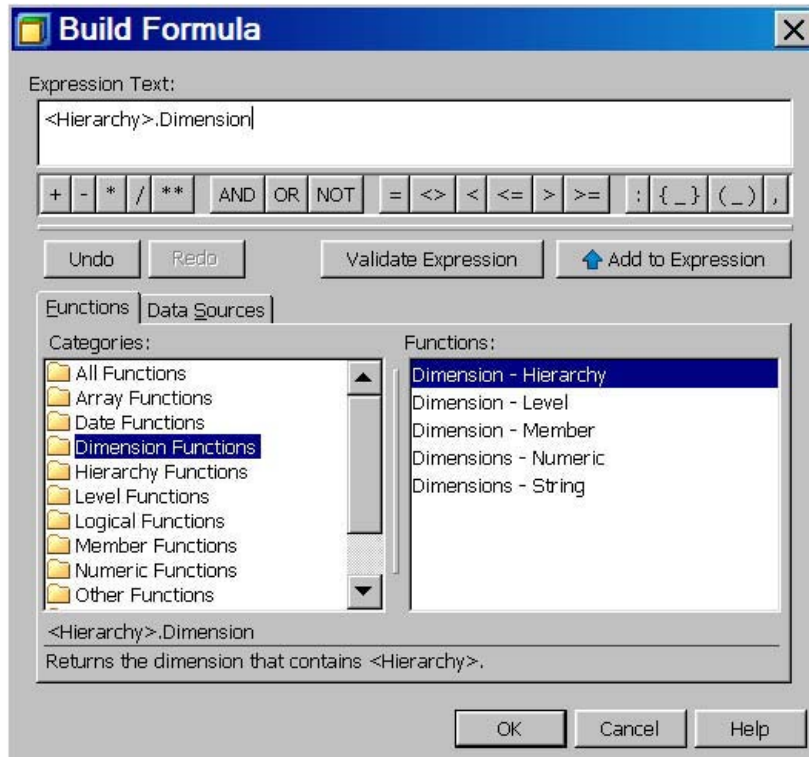 Build Formula
Expression Text:
<Hierarchy>.Dimension
+ - * / ** AND OR NOT = <> < <= > >= : {_} (_) ,
Undo Redo Validate Expression Add to Expression
Functions Data Sources
Categories: Functions:
All Functions Dimension - Hierarchy
Array Functions Dimension - Level
Date Functions Dimension - Member
Dimension Functions Dimensions - Numeric
Hierarchy Functions Dimensions - String
Level Functions
Logical Functions
Member Functions
Numeric Functions
Other Functions
<Hierarchy>.Dimension
Returns the dimension that contains <Hierarchy>.
OK Cancel Help